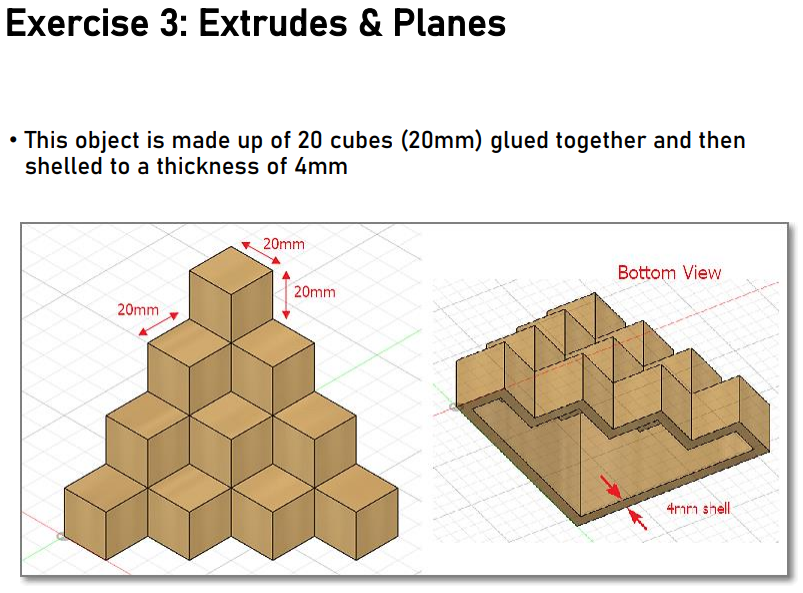 Exercise 3: Extrudes & Planes
• This object is made up of 20 cubes (20mm) glued together and then
shelled to a thickness of 4mm
20mm
20mm
20mm
Bottom View
4mm shell